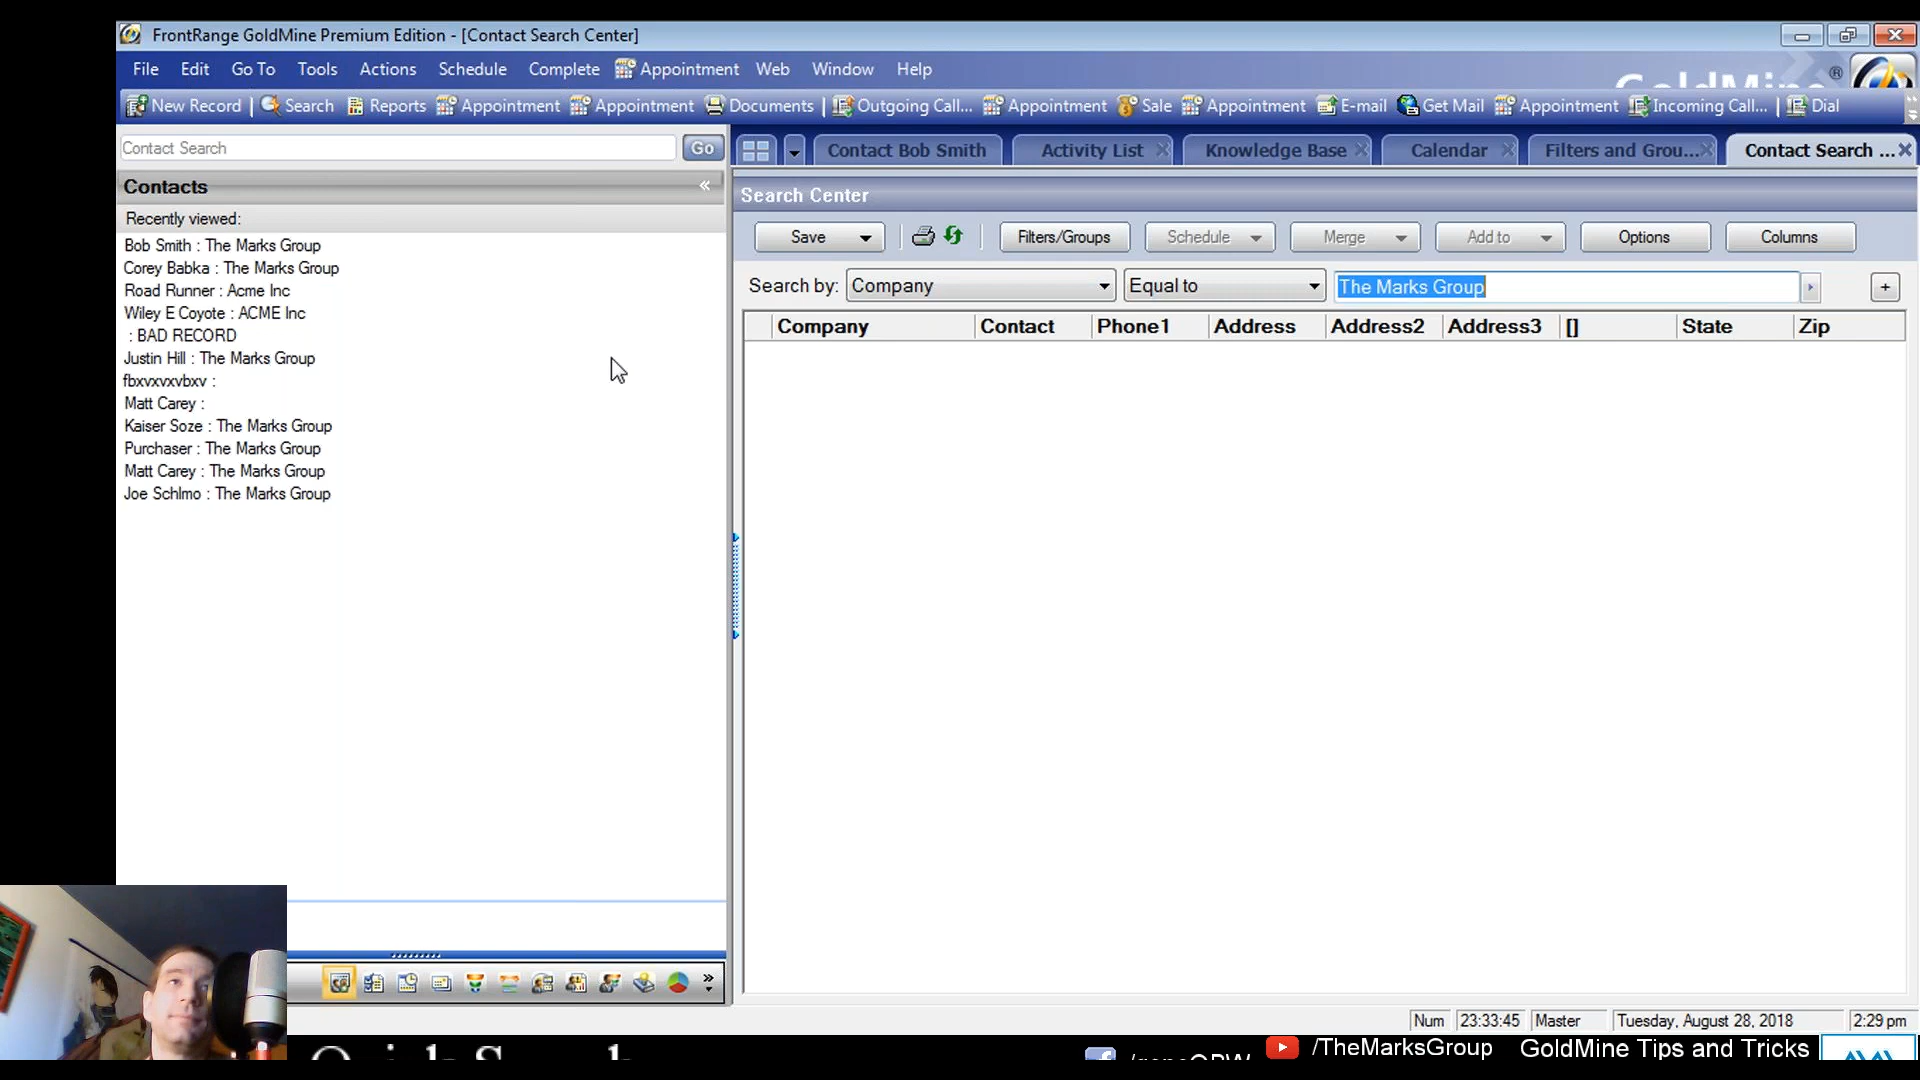 FrontRange GoldMine Premium Edition - [Contact Search Center]
File Edit Go To Tools Actions Schedule Complete Appointment Web Window Help
GoldMine ®
New Record Search Reports Appointment Appointment Documents Outgoing Call... Appointment Sale Appointment E-mail Get Mail Appointment Incoming Call... Dial
Contact Search Go
Contact Bob Smith Activity List Knowledge Base Calendar Filters and Grou... Contact Search ...
Contacts
Recently viewed:
Bob Smith : The Marks Group
Corey Babka : The Marks Group
Road Runner : Acme Inc
Wiley E Coyote : ACME Inc
: BAD RECORD
Justin Hill : The Marks Group
fbxvxvxvbxv :
Matt Carey :
Kaiser Soze : The Marks Group
Purchaser : The Marks Group
Matt Carey : The Marks Group
Joe Schlmo : The Marks Group
Search Center
Save Filters/Groups Schedule Merge Add to Options Columns
Search by: Company Equal to The Marks Group +
Company Contact Phone1 Address Address2 Address3 [] State Zip
Num 23:33:45 Master Tuesday, August 28, 2018 2:29 pm
/TheMarksGroup GoldMine Tips and Tricks